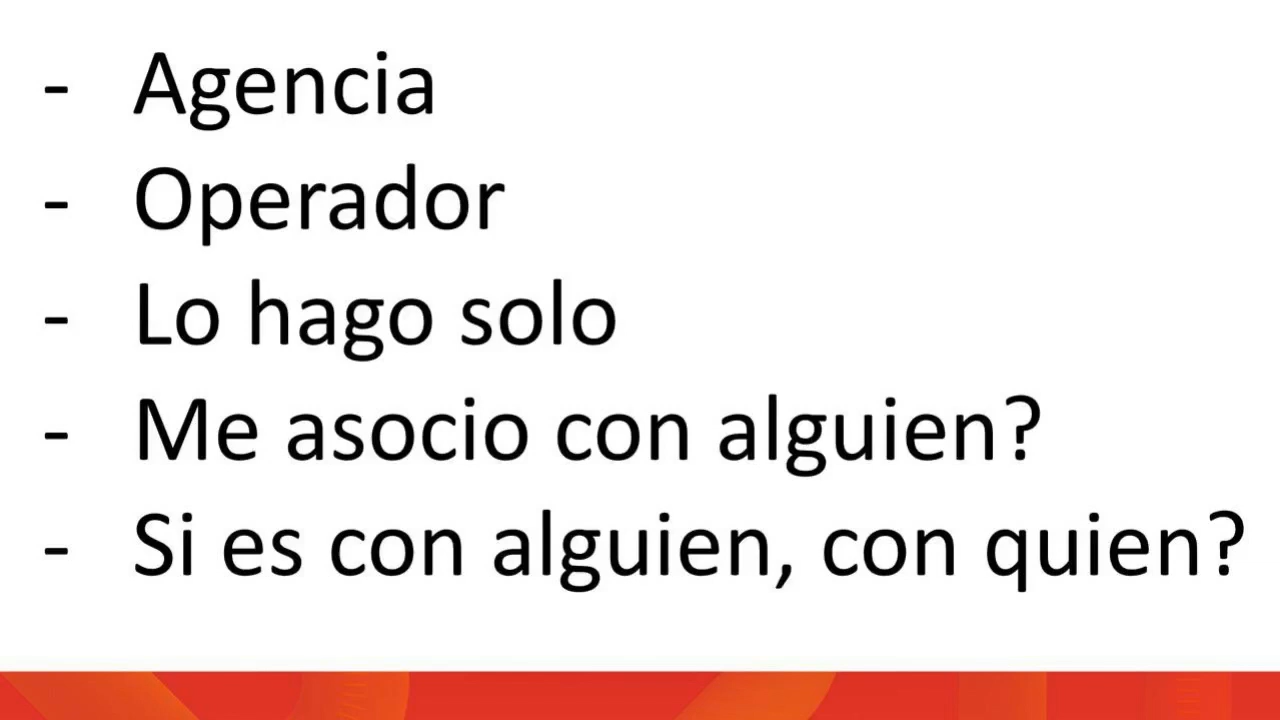 - Agencia
- Operador
- Lo hago solo
- Me asocio con alguien?
- Si es con alguien, con quien?